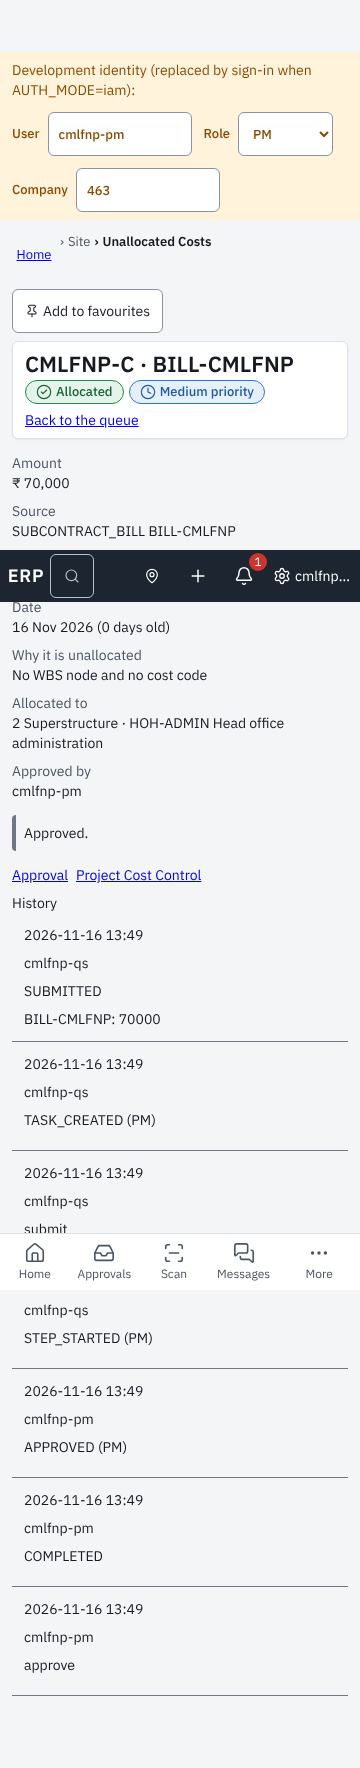 Development identity (replaced by sign-in when
AUTH_MODE=iam):
User cmlfnp-pm Role PM
Company 463
Home › Site › Unallocated Costs
Add to favourites
CMLFNP-C · BILL-CMLFNP
Allocated Medium priority
Back to the queue
Amount
₹ 70,000
Source
SUBCONTRACT_BILL BILL-CMLFNP
ERP 1 cmlfnp...
Date
16 Nov 2026 (0 days old)
Why it is unallocated
No WBS node and no cost code
Allocated to
2 Superstructure · HOH-ADMIN Head office
administration
Approved by
cmlfnp-pm
Approved.
Approval Project Cost Control
History
2026-11-16 13:49
cmlfnp-qs
SUBMITTED
BILL-CMLFNP: 70000
2026-11-16 13:49
cmlfnp-qs
TASK_CREATED (PM)
2026-11-16 13:49
cmlfnp-qs
submit
Home Approvals Scan Messages More
cmlfnp-qs
STEP_STARTED (PM)
2026-11-16 13:49
cmlfnp-pm
APPROVED (PM)
2026-11-16 13:49
cmlfnp-pm
COMPLETED
2026-11-16 13:49
cmlfnp-pm
approve